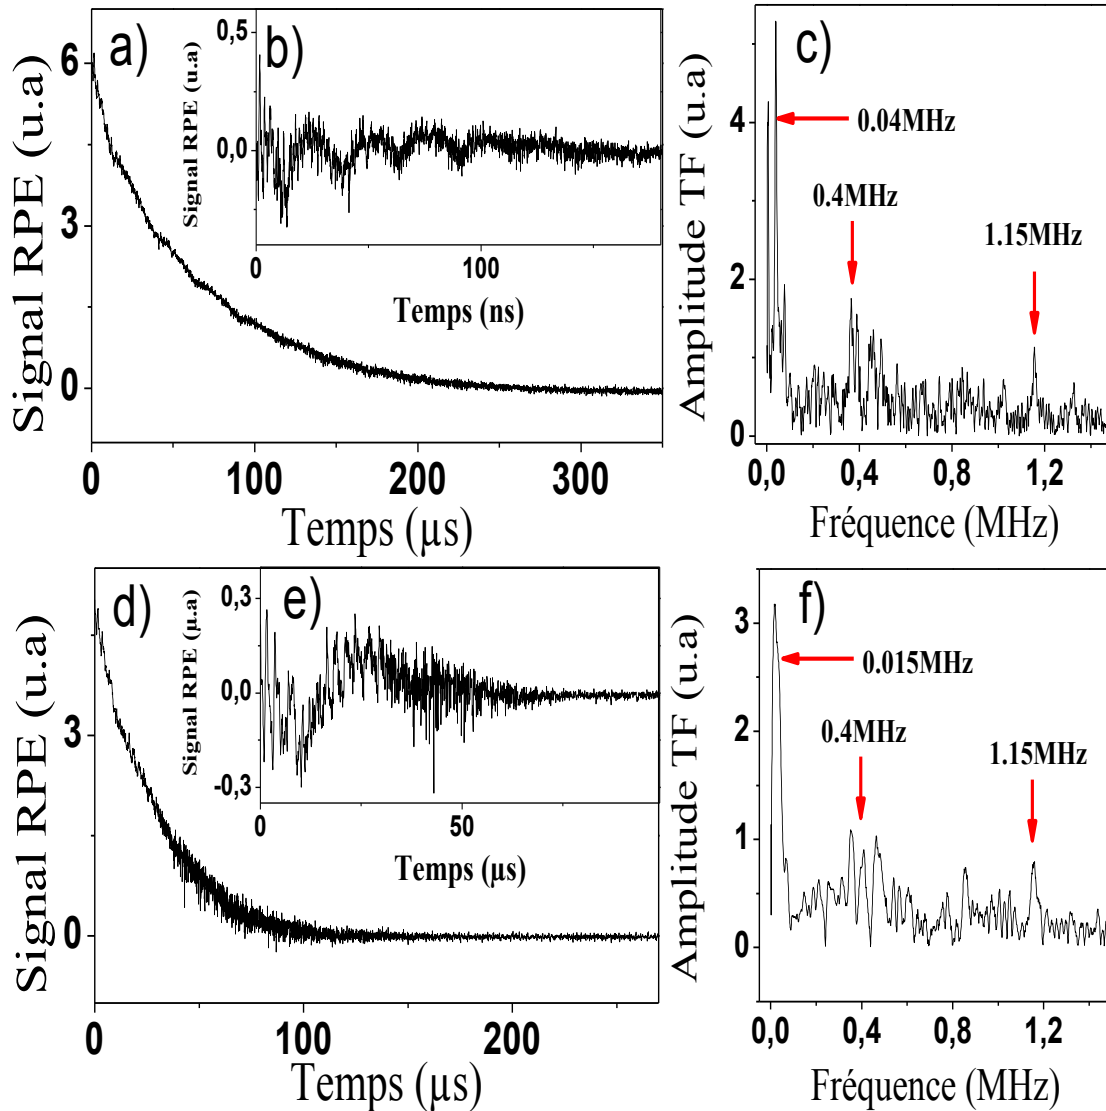 a)
Signal RPE (u.a)
6
3
0
0 100 200 300
Temps (µs)
b)
Signal RPE (u.a)
0,5
0,0
0 100
Temps (ns)
c)
Amplitude TF (u.a)
4
2
0
0.04MHz
0.4MHz
1.15MHz
0,0 0,4 0,8 1,2
Fréquence (MHz)
d)
Signal RPE (u.a)
3
0
0 100 200
Temps (µs)
e)
Signal RPE (µ.a)
0,3
0,0
-0,3
0 50
Temps (µs)
f)
Amplitude TF (u.a)
3
2
1
0
0.015MHz
0.4MHz
1.15MHz
0,0 0,4 0,8 1,2
Fréquence (MHz)